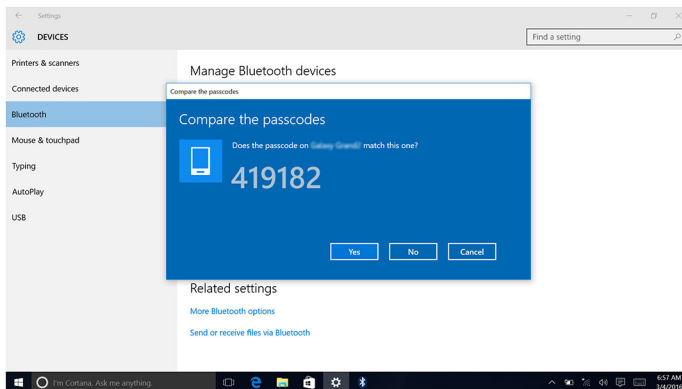 Settings
DEVICES
Find a setting
Printers & scanners
Connected devices
Bluetooth
Mouse & touchpad
Typing
AutoPlay
USB
Manage Bluetooth devices
Compare the passcodes
Compare the passcodes
Does the passcode on Galaxy Grand2 match this one?
419182
Yes
No
Cancel
Related settings
More Bluetooth options
Send or receive files via Bluetooth
I'm Cortana. Ask me anything.
6:57 AM
3/4/2016